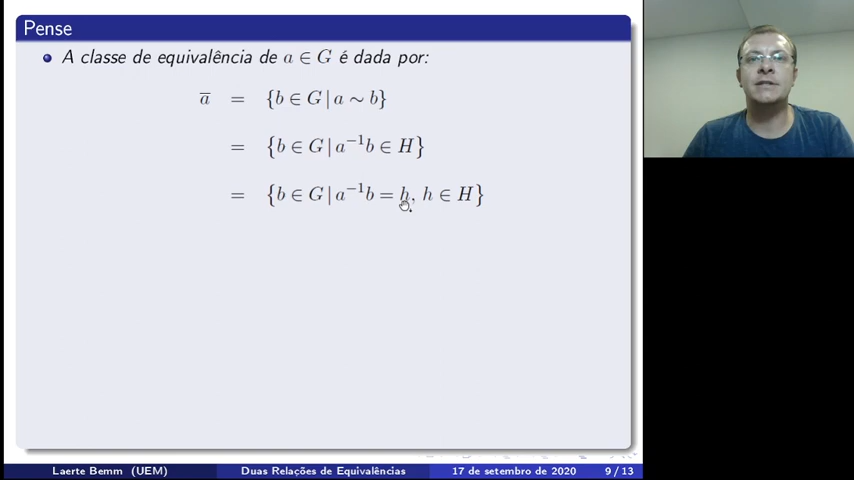 Pense
A classe de equivalência de a ∈ G é dada por:
a̅ = {b ∈ G | a ∼ b}
= {b ∈ G | a⁻¹b ∈ H}
= {b ∈ G | a⁻¹b = h, h ∈ H}
Laerte Bemm (UEM) Duas Relações de Equivalências 17 de setembro de 2020 9 / 13